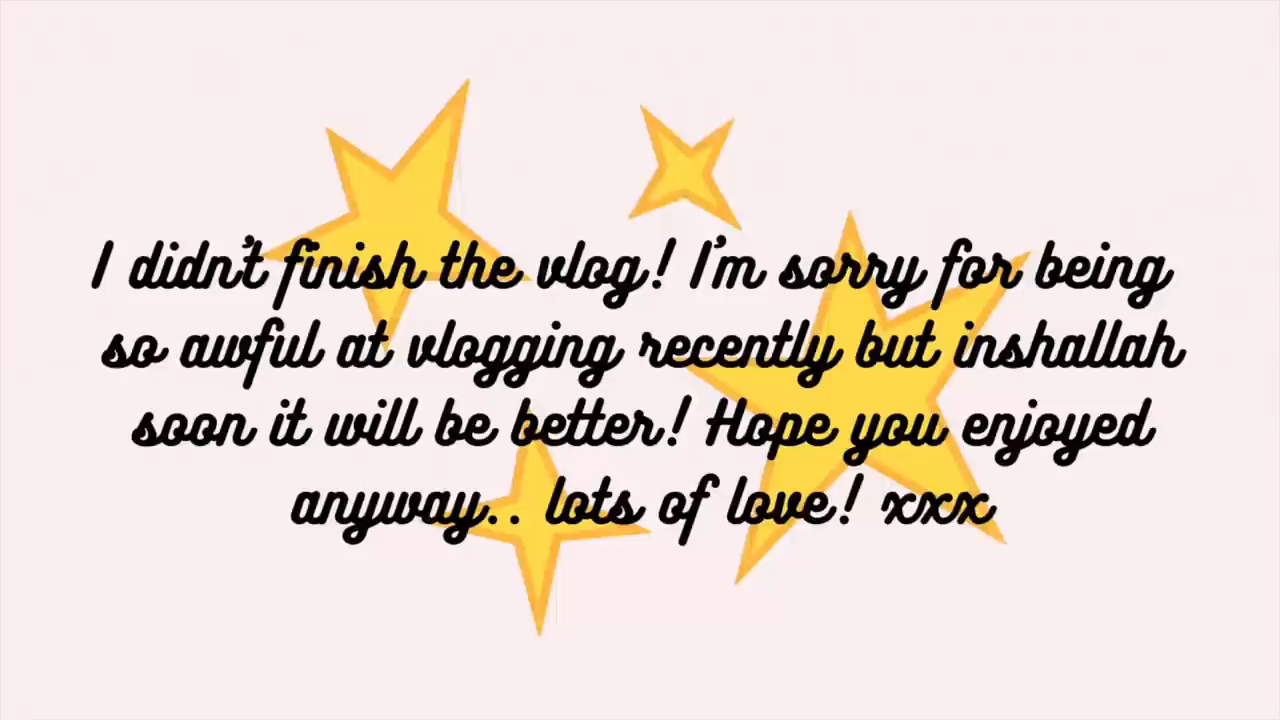 I didn't finish the vlog! I'm sorry for being
so awful at vlogging recently but inshallah
soon it will be better! Hope you enjoyed
anyway.. lots of love! xxx